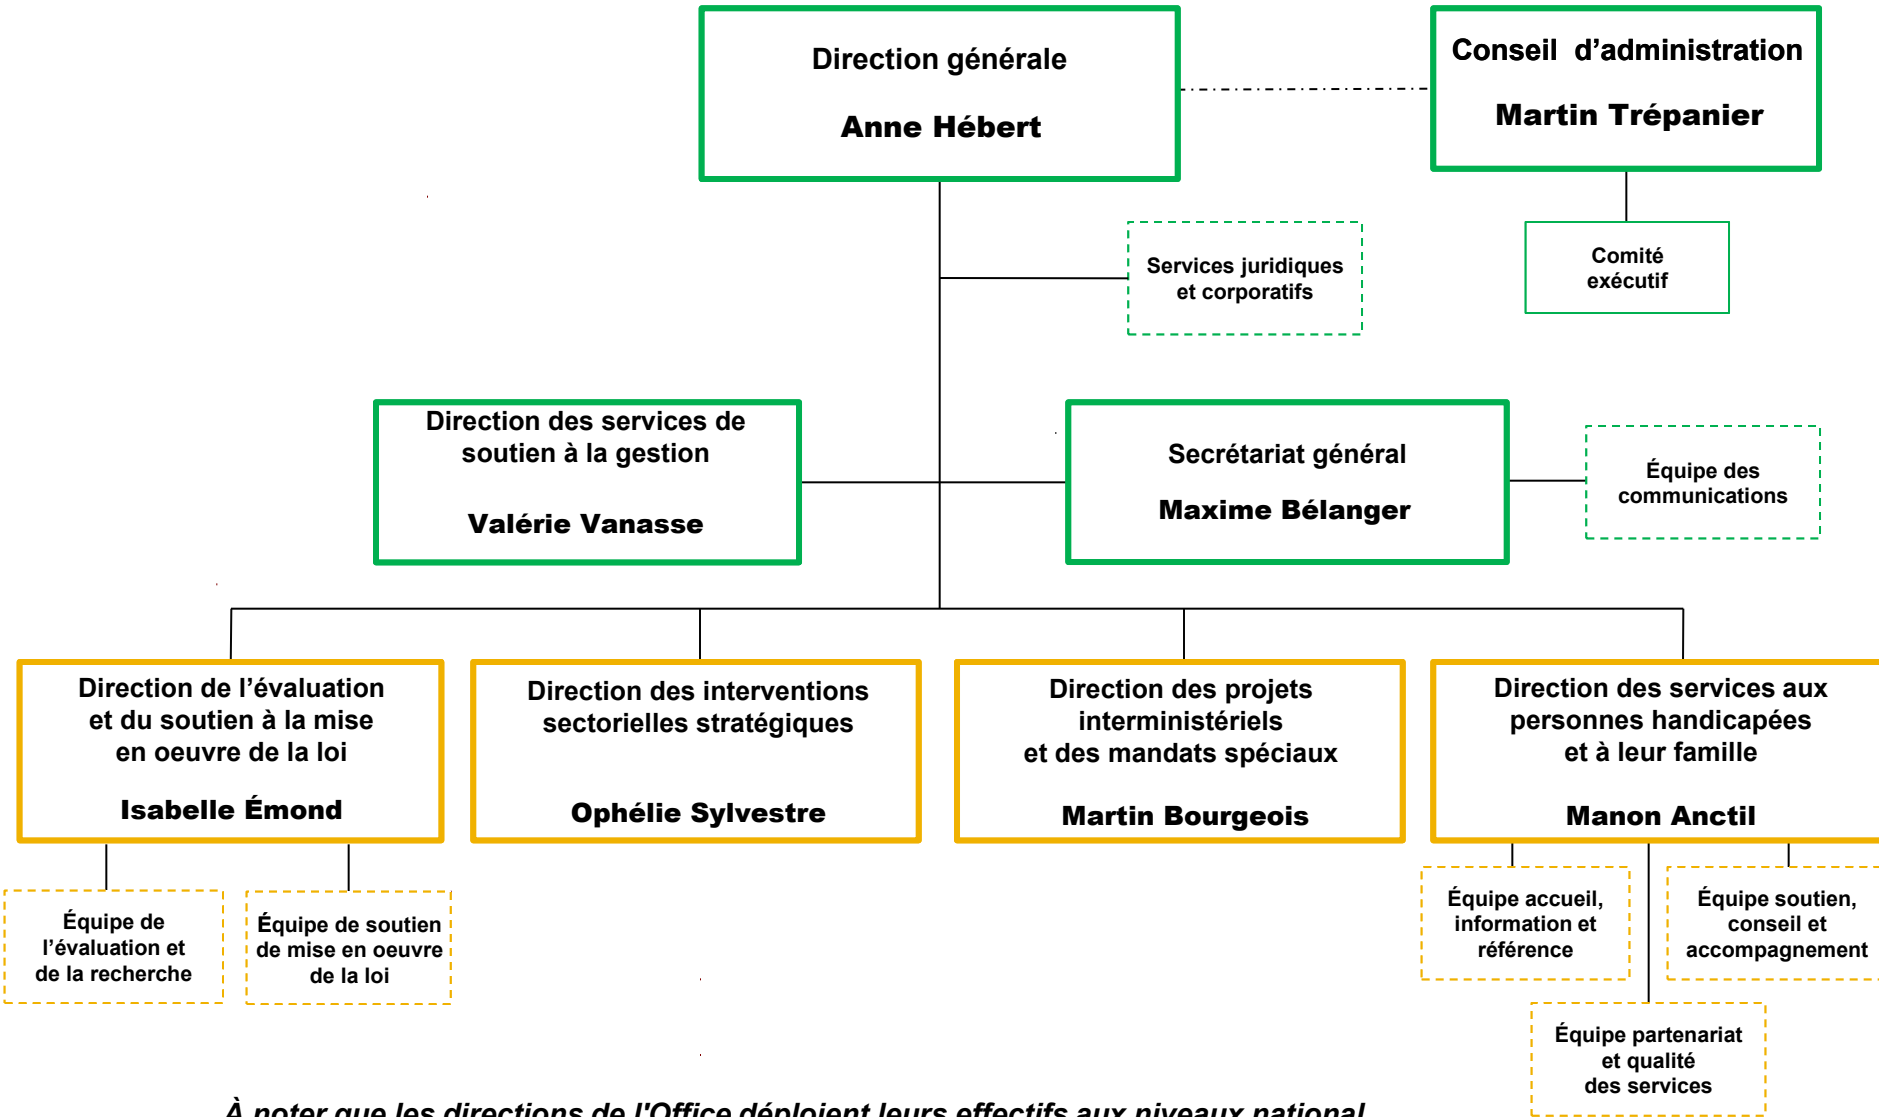 Direction générale
Anne Hébert
Conseil d’administration
Martin Trépanier
Services juridiques
et corporatifs
Comité
exécutif
Direction des services de
soutien à la gestion
Valérie Vanasse
Secrétariat général
Maxime Bélanger
Équipe des
communications
Direction de l’évaluation
et du soutien à la mise
en oeuvre de la loi
Isabelle Émond
Direction des interventions
sectorielles stratégiques
Ophélie Sylvestre
Direction des projets
interministériels
et des mandats spéciaux
Martin Bourgeois
Direction des services aux
personnes handicapées
et à leur famille
Manon Anctil
Équipe de
l’évaluation et
de la recherche
Équipe de soutien
de mise en oeuvre
de la loi
Équipe accueil,
information et
référence
Équipe soutien,
conseil et
accompagnement
Équipe partenariat
et qualité
des services
À noter que les directions de l'Office déploient leurs effectifs aux niveaux national